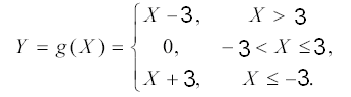 X − 3, X > 3
Y = g(X) = { 0, − 3 < X ≤ 3 ,
X + 3, X ≤ −3.